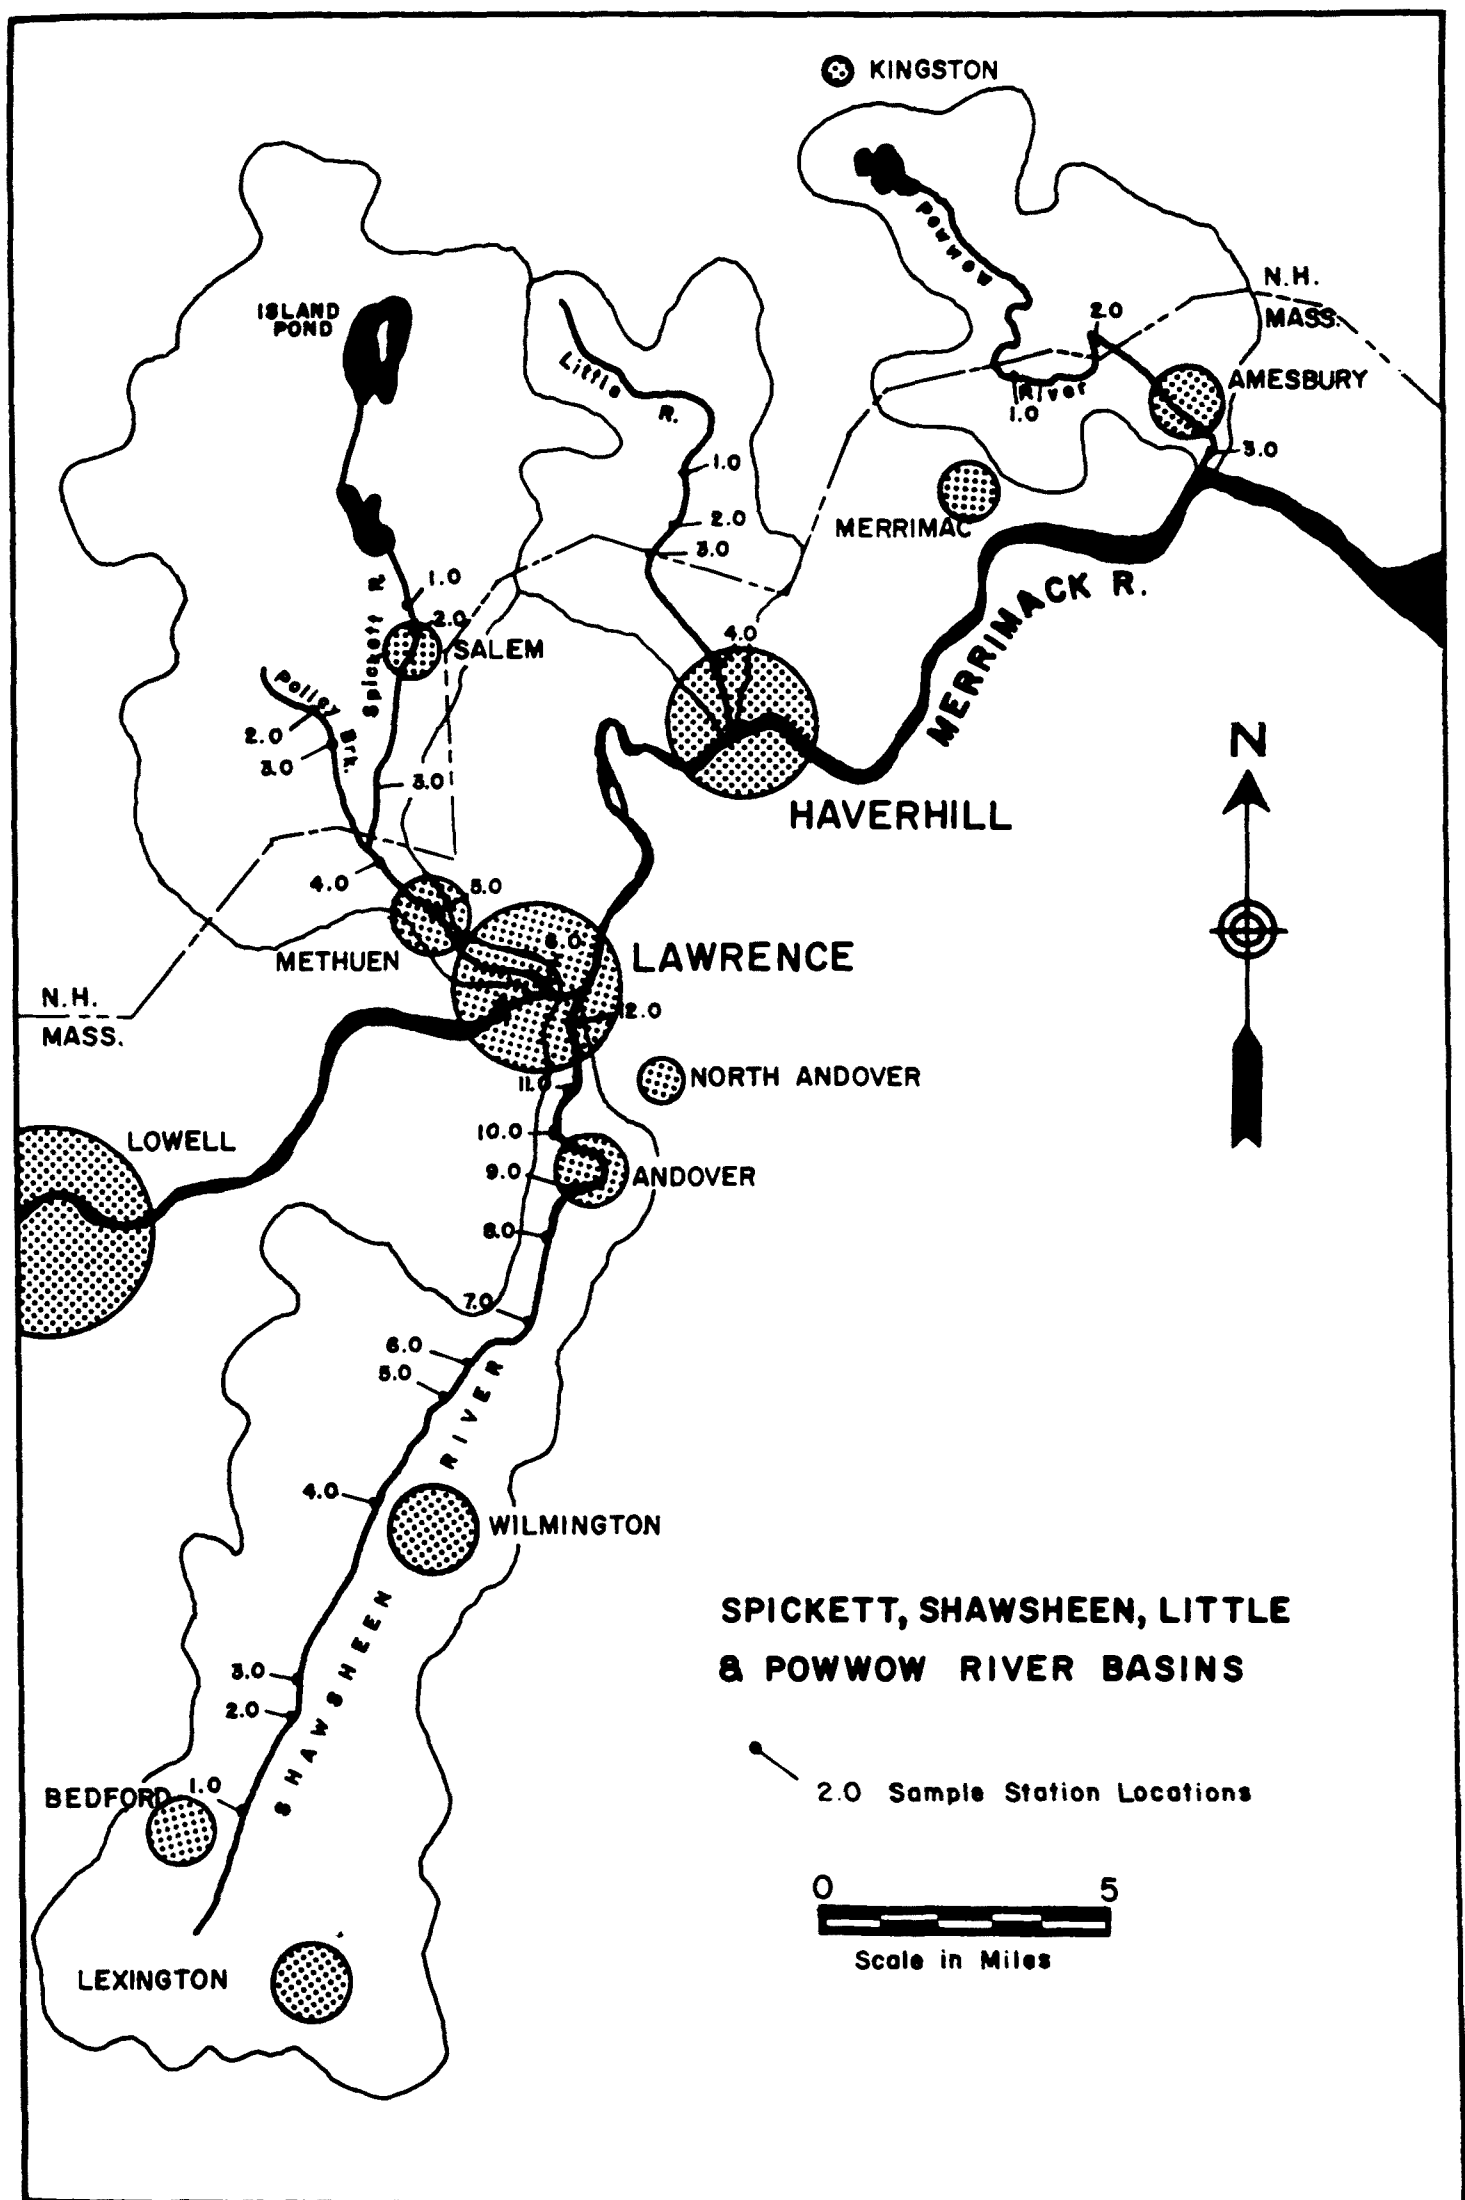 KINGSTON
N.H.
MASS.
Powwow
River
2.0
1.0
AMESBURY
3.0
ISLAND
POND
Little
R.
1.0
2.0
3.0
4.0
MERRIMAC
MERRIMACK R.
Spickett R.
1.0
2.0
SALEM
Policy Brk.
2.0
3.0
3.0
4.0
5.0
METHUEN
6.0
LAWRENCE
HAVERHILL
N
N.H.
MASS.
12.0
NORTH ANDOVER
11.0
10.0
9.0
ANDOVER
8.0
LOWELL
7.0
6.0
5.0
4.0
WILMINGTON
SHAWSHEEN RIVER
3.0
2.0
1.0
BEDFORD
LEXINGTON
SPICKETT, SHAWSHEEN, LITTLE
& POWWOW RIVER BASINS
2.0 Sample Station Locations
0 5
Scale in Miles